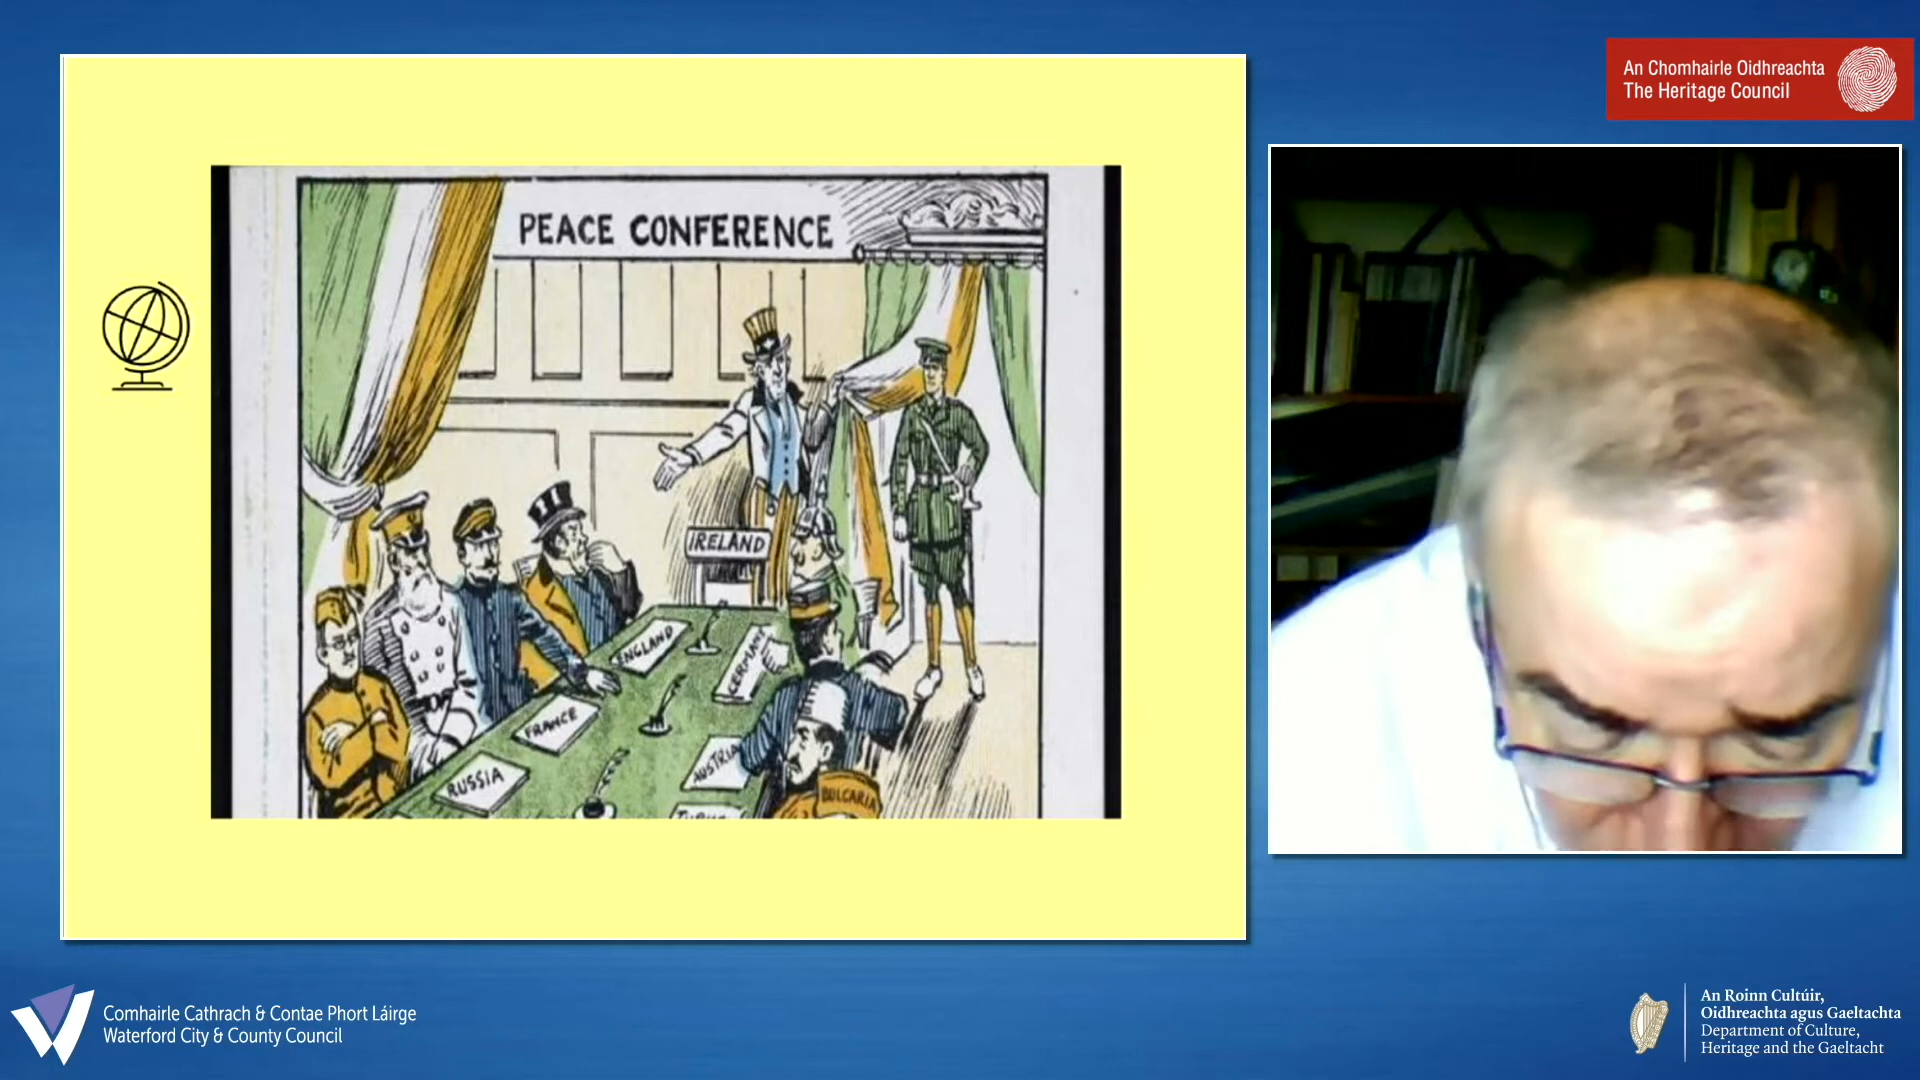 An Chomhairle Oidhreachta
The Heritage Council
PEACE CONFERENCE
IRELAND
ENGLAND
GERMANY
FRANCE
AUSTRIA
RUSSIA
BULGARIA
Comhairle Cathrach & Contae Phort Láirge
Waterford City & County Council
An Roinn Cultúir,
Oidhreachta agus Gaeltachta
Department of Culture,
Heritage and the Gaeltacht